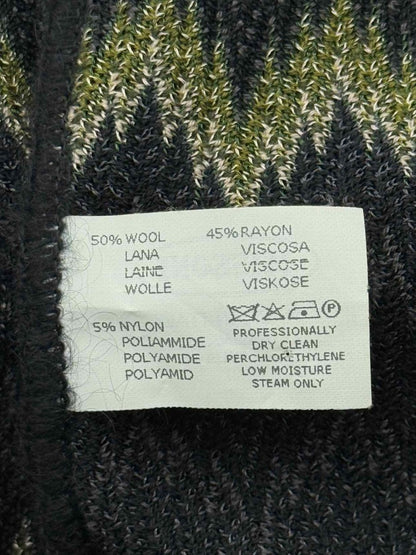 50% WOOL
LANA
LAINE
WOLLE
45% RAYON
VISCOSA
VISCOSE
VISKOSE
5% NYLON
POLIAMMIDE
POLYAMIDE
POLYAMID
P
PROFESSIONALLY
DRY CLEAN
PERCHLORETHYLENE
LOW MOISTURE
STEAM ONLY